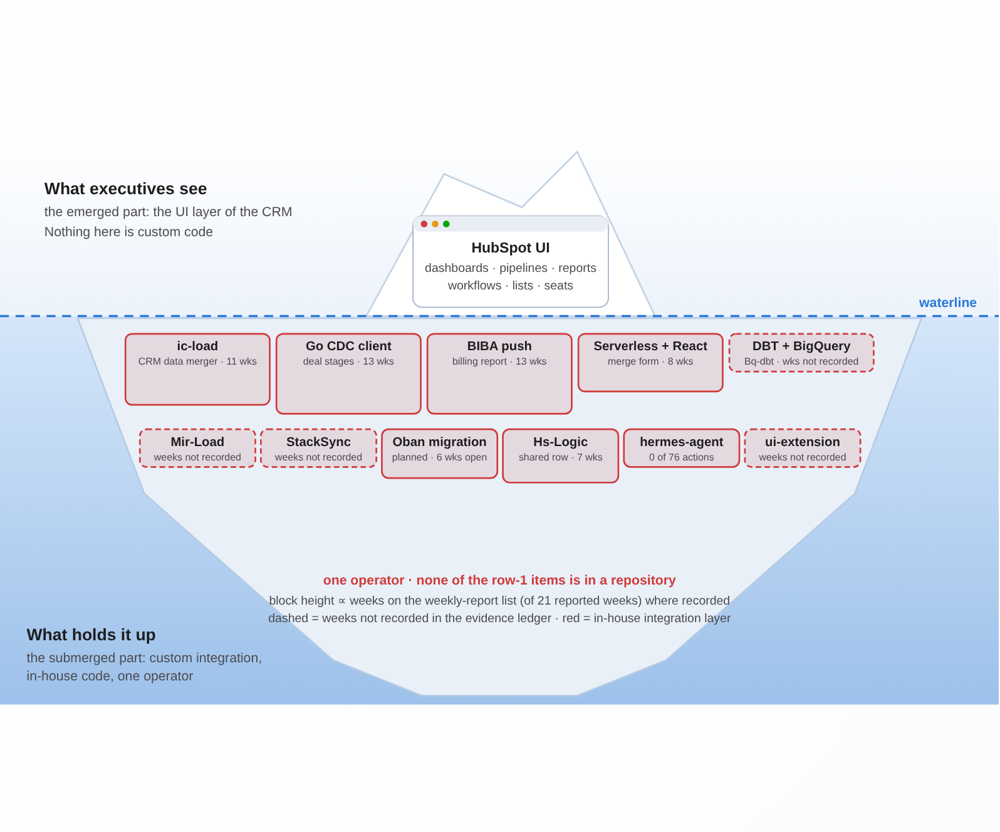 What executives see
the emerged part: the UI layer of the CRM
Nothing here is custom code
HubSpot UI
dashboards · pipelines · reports
workflows · lists · seats
waterline
ic-load
CRM data merger · 11 wks
Go CDC client
deal stages · 13 wks
BIBA push
billing report · 13 wks
Serverless + React
merge form · 8 wks
DBT + BigQuery
Bq-dbt · wks not recorded
Mir-Load
weeks not recorded
StackSync
weeks not recorded
Oban migration
planned · 6 wks open
Hs-Logic
shared row · 7 wks
hermes-agent
0 of 76 actions
ui-extension
weeks not recorded
one operator · none of the row-1 items is in a repository
block height ∝ weeks on the weekly-report list (of 21 reported weeks) where recorded
dashed = weeks not recorded in the evidence ledger · red = in-house integration layer
What holds it up
the submerged part: custom integration,
in-house code, one operator